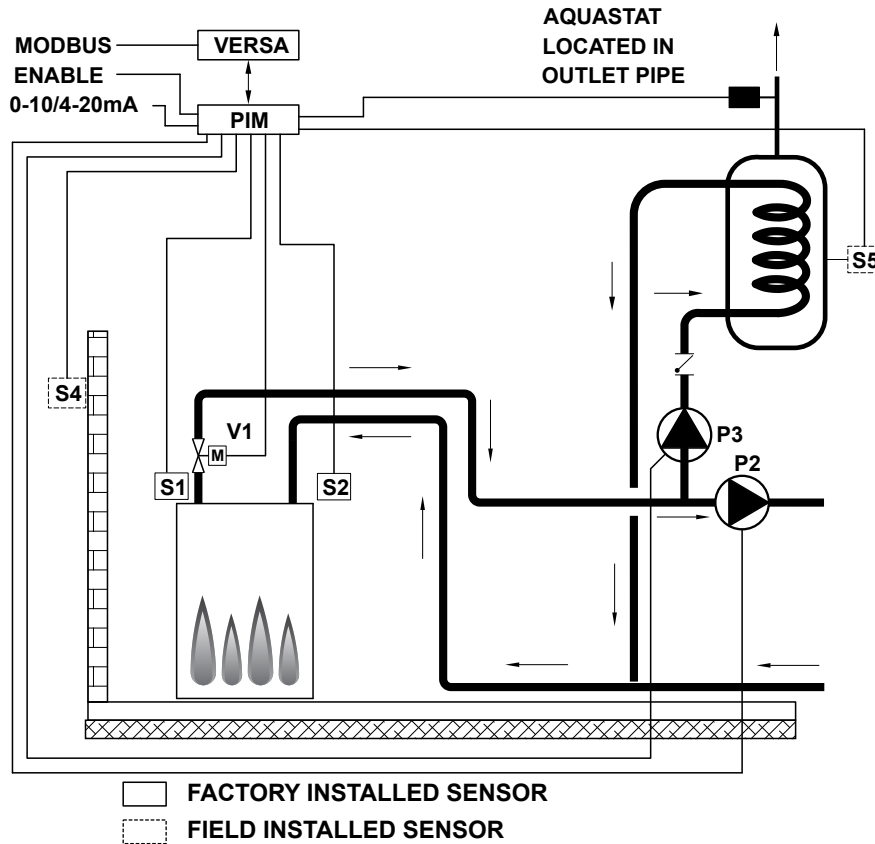 AQUASTAT
LOCATED IN
OUTLET PIPE
MODBUS
VERSA
ENABLE
0-10/4-20mA
PIM
S5
S4
V1
M
S1
S2
P3
P2
FACTORY INSTALLED SENSOR
FIELD INSTALLED SENSOR